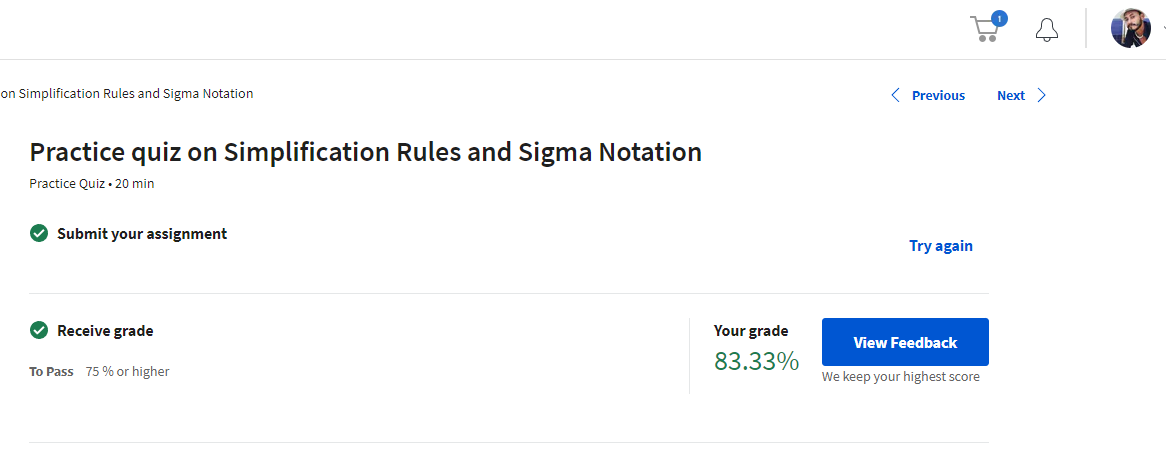 1
on Simplification Rules and Sigma Notation
Previous
Next
Practice quiz on Simplification Rules and Sigma Notation
Practice Quiz • 20 min
Submit your assignment
Try again
Receive grade
To Pass 75 % or higher
Your grade
83.33%
View Feedback
We keep your highest score